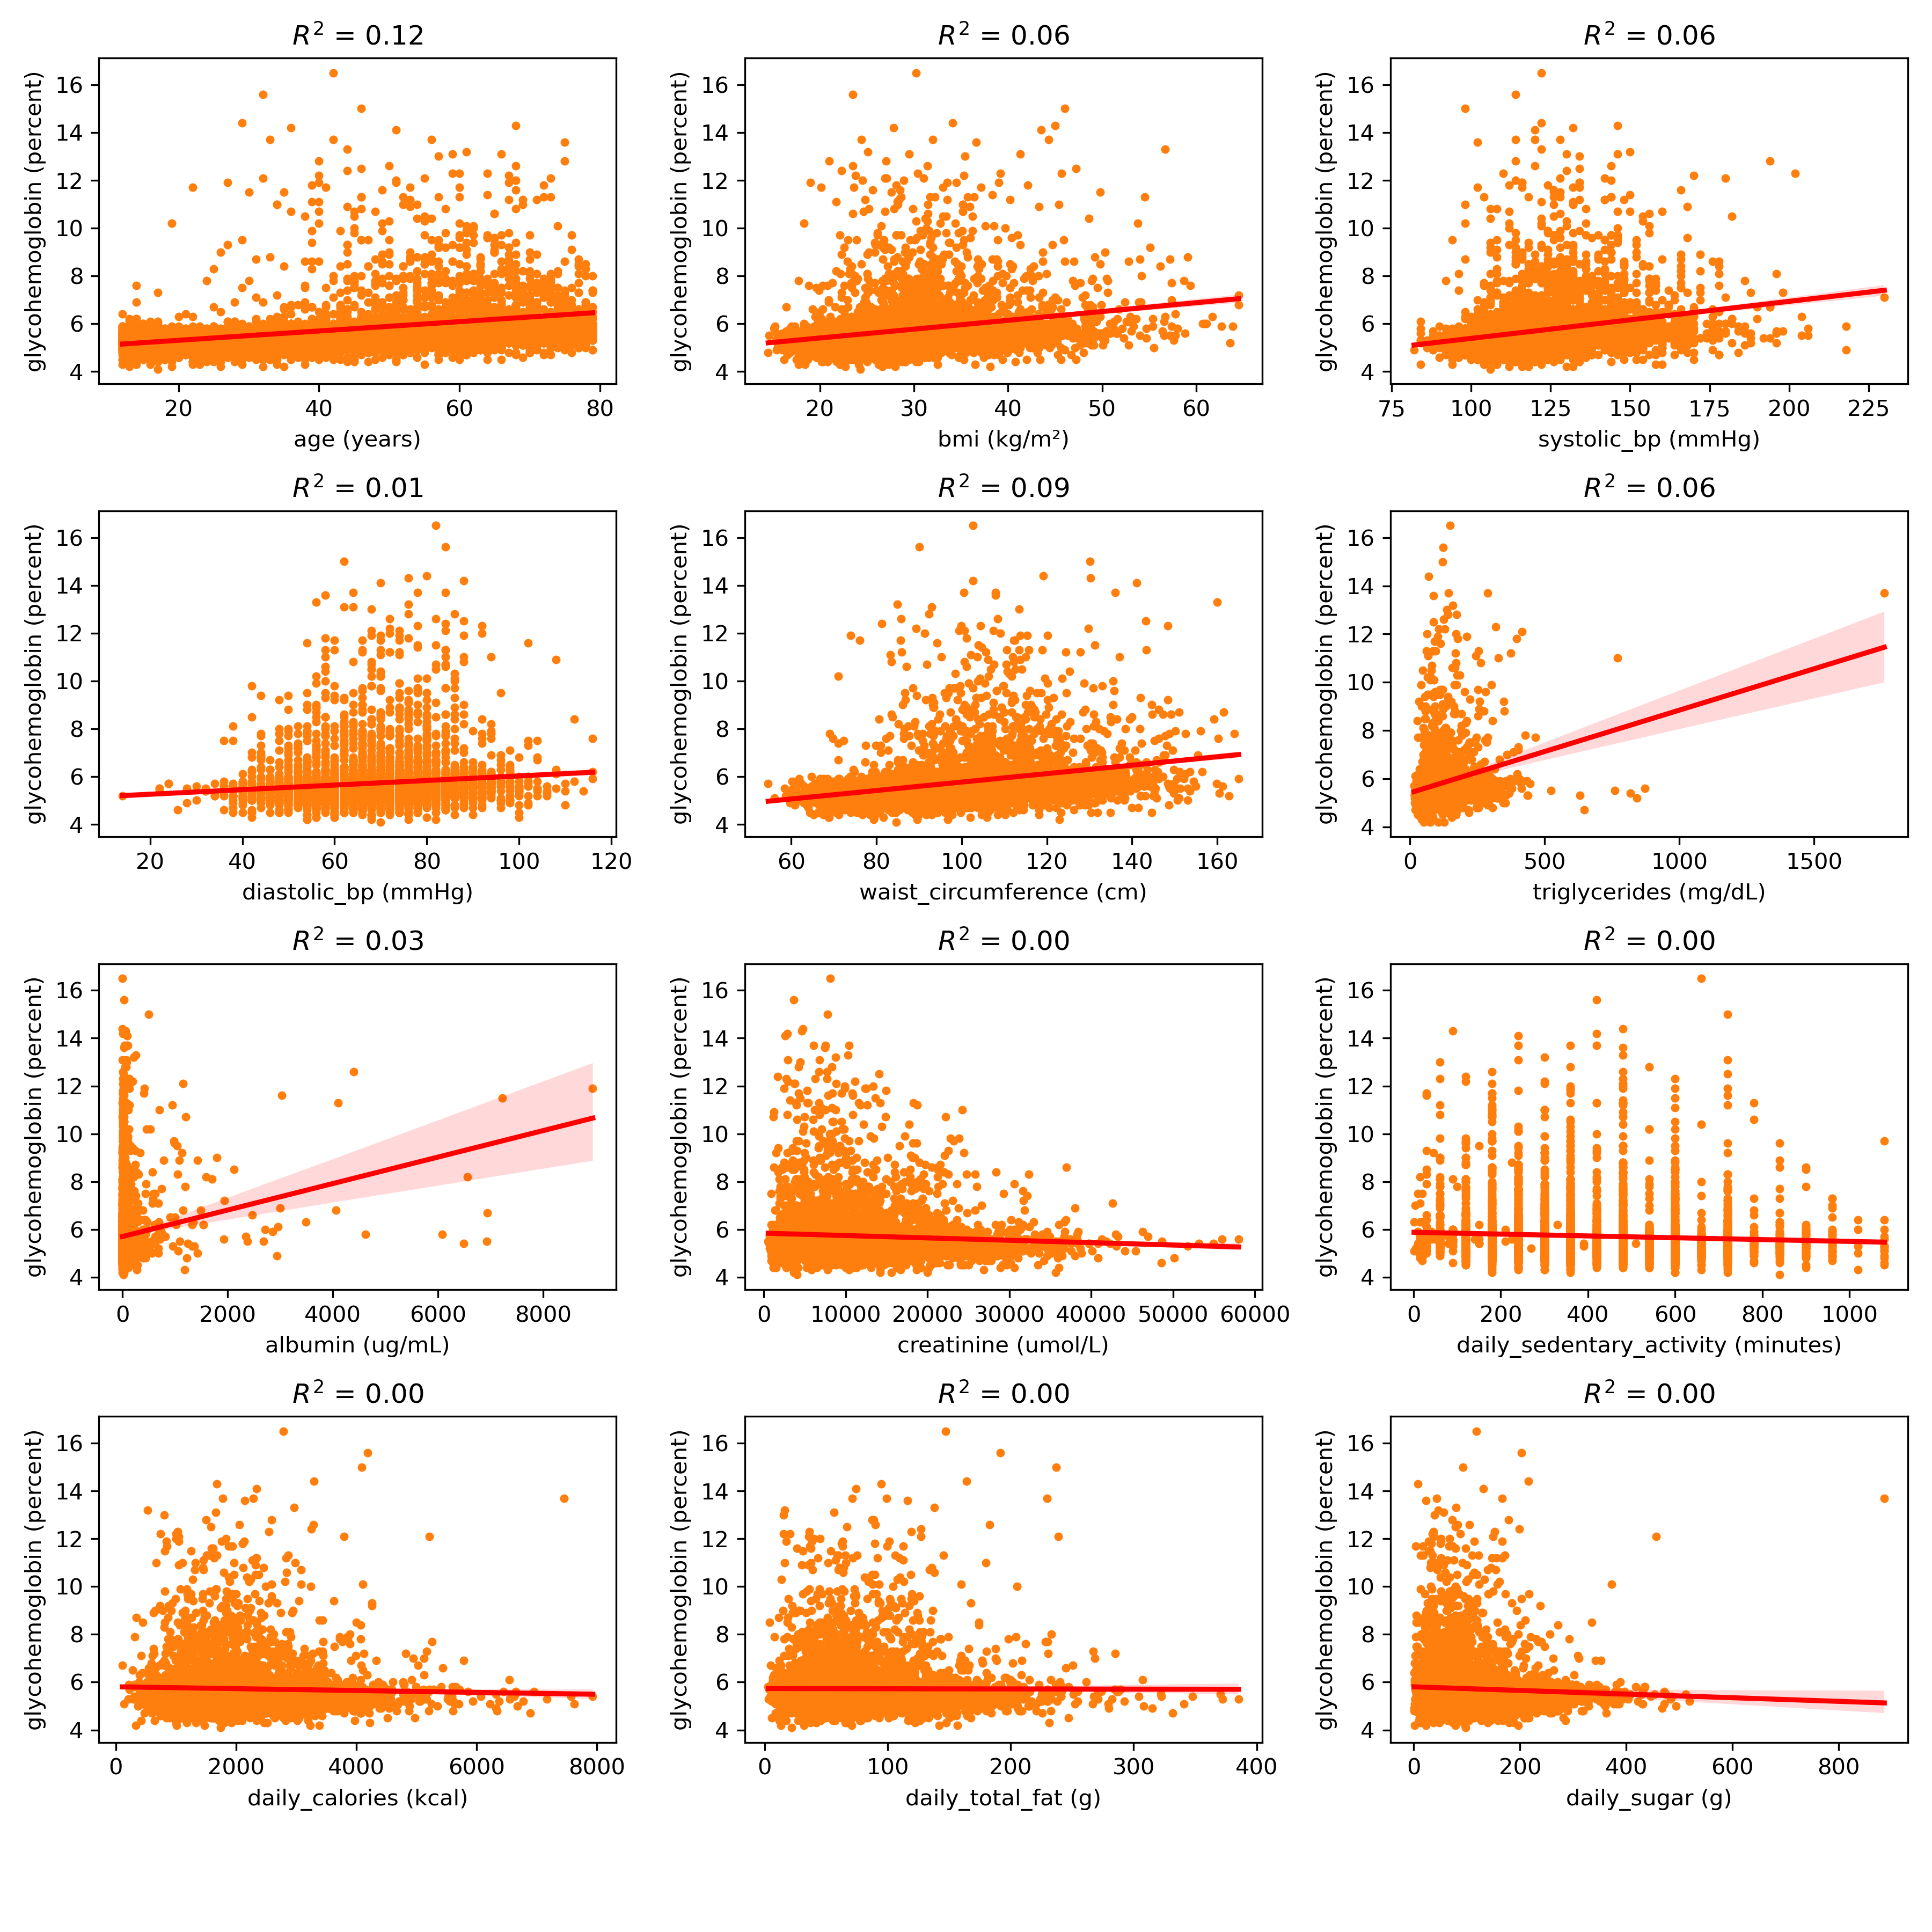 R² = 0.12
glycohemoglobin (percent)
16
14
12
10
8
6
4
20 40 60 80
age (years)
R² = 0.06
glycohemoglobin (percent)
16
14
12
10
8
6
4
20 30 40 50 60
bmi (kg/m²)
R² = 0.06
glycohemoglobin (percent)
16
14
12
10
8
6
4
75 100 125 150 175 200 225
systolic_bp (mmHg)
R² = 0.01
glycohemoglobin (percent)
16
14
12
10
8
6
4
20 40 60 80 100 120
diastolic_bp (mmHg)
R² = 0.09
glycohemoglobin (percent)
16
14
12
10
8
6
4
60 80 100 120 140 160
waist_circumference (cm)
R² = 0.06
glycohemoglobin (percent)
16
14
12
10
8
6
4
0 500 1000 1500
triglycerides (mg/dL)
R² = 0.03
glycohemoglobin (percent)
16
14
12
10
8
6
4
0 2000 4000 6000 8000
albumin (ug/mL)
R² = 0.00
glycohemoglobin (percent)
16
14
12
10
8
6
4
0 10000 20000 30000 40000 50000 60000
creatinine (umol/L)
R² = 0.00
glycohemoglobin (percent)
16
14
12
10
8
6
4
0 200 400 600 800 1000
daily_sedentary_activity (minutes)
R² = 0.00
glycohemoglobin (percent)
16
14
12
10
8
6
4
0 2000 4000 6000 8000
daily_calories (kcal)
R² = 0.00
glycohemoglobin (percent)
16
14
12
10
8
6
4
0 100 200 300 400
daily_total_fat (g)
R² = 0.00
glycohemoglobin (percent)
16
14
12
10
8
6
4
0 200 400 600 800
daily_sugar (g)